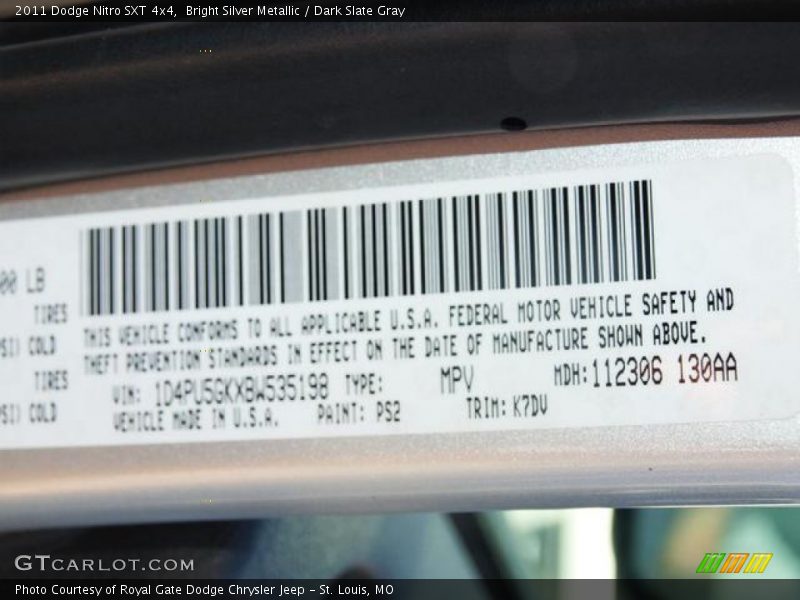 2011 Dodge Nitro SXT 4x4,  Bright Silver Metallic / Dark Slate Gray
00 LB
TIRES
PSI) COLD
TIRES
PSI) COLD
THIS VEHICLE CONFORMS TO ALL APPLICABLE U.S.A. FEDERAL MOTOR VEHICLE SAFETY AND
THEFT PREVENTION STANDARDS IN EFFECT ON THE DATE OF MANUFACTURE SHOWN ABOVE.
VIN: 1D4PU5GKXBW535198 TYPE: MPV MDH:112306 130AA
VEHICLE MADE IN U.S.A. PAINT: PS2 TRIM: K7DV
GTCARLOT.COM
Photo Courtesy of Royal Gate Dodge Chrysler Jeep – St. Louis, MO